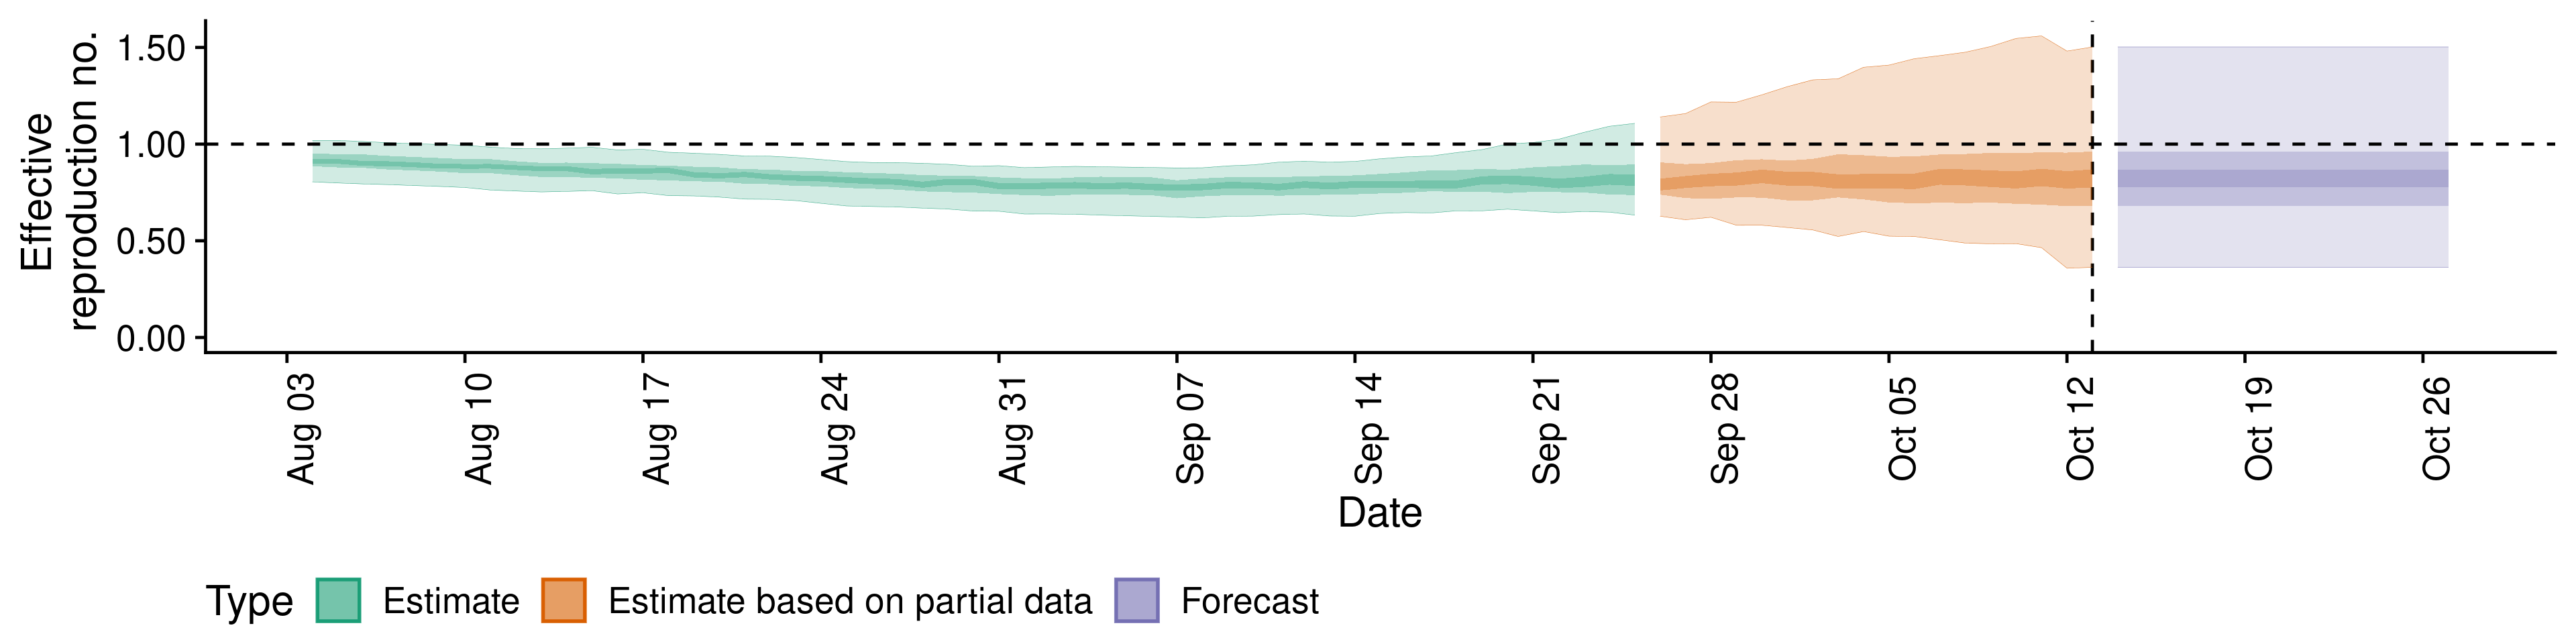 Effective
reproduction no.
1.50
1.00
0.50
0.00
Aug 03
Aug 10
Aug 17
Aug 24
Aug 31
Sep 07
Sep 14
Sep 21
Sep 28
Oct 05
Oct 12
Oct 19
Oct 26
Date
Type Estimate Estimate based on partial data Forecast